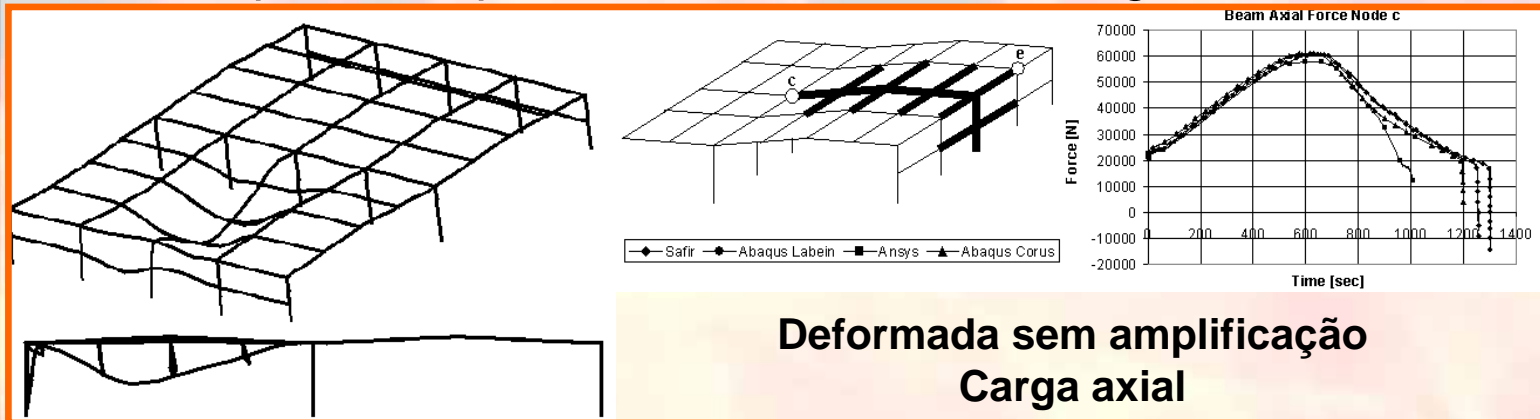 Beam Axial Force Node c
70000
60000
50000
40000
30000
20000
10000
0
-10000
-20000
Force [N]
0 200 400 600 800 1000 1200 1400
Time [sec]
c
e
Safir Abaqus Labein Ansys Abaqus Corus
Deformada sem amplificação
Carga axial